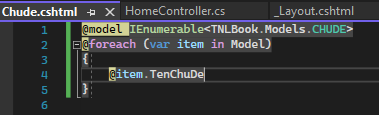 Chude.cshtml HomeController.cs _Layout.cshtml
1 @model IEnumerable<TNLBook.Models.CHUDE>
2 @foreach (var item in Model)
3 {
4 @item.TenChuDe
5 }
6